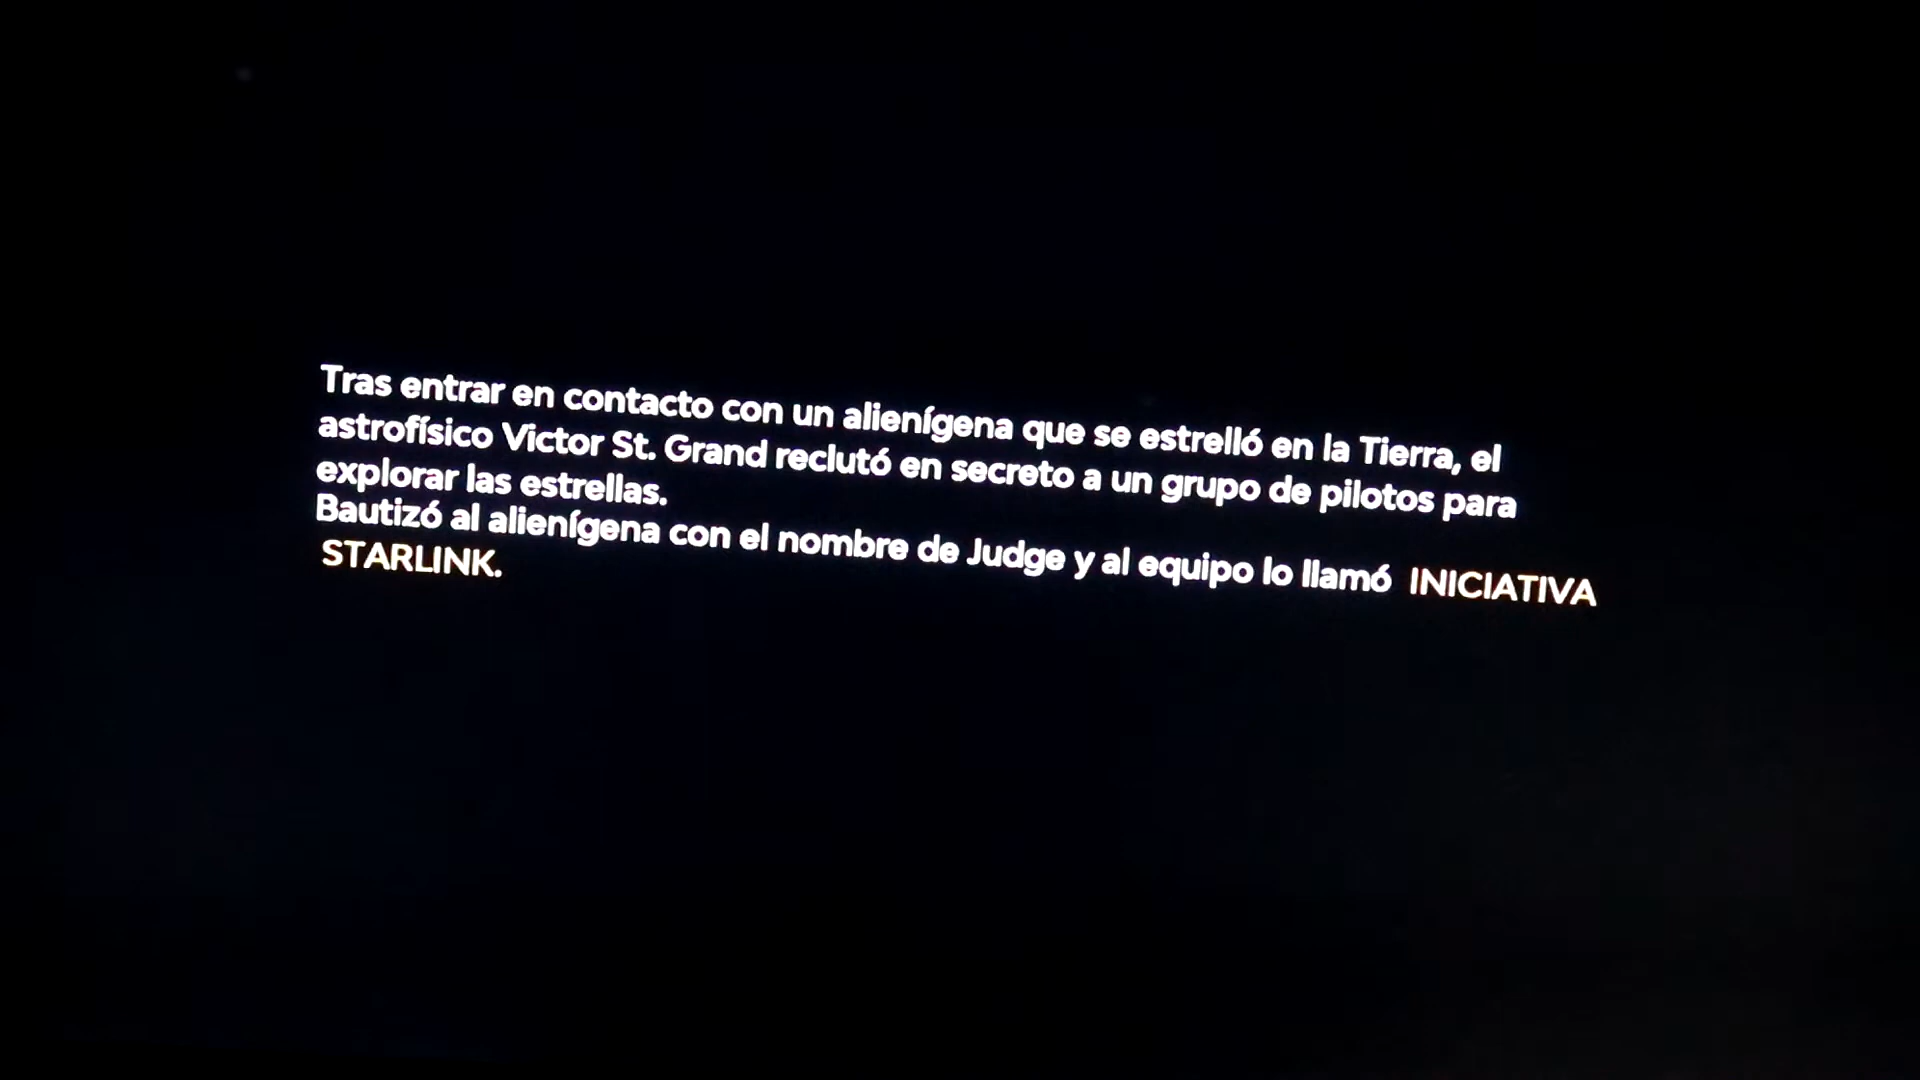 Tras entrar en contacto con un alienígena que se estrelló en la Tierra, el
astrofísico Victor St. Grand reclutó en secreto a un grupo de pilotos para
explorar las estrellas.
Bautizó al alienígena con el nombre de Judge y al equipo lo llamó INICIATIVA
STARLINK.